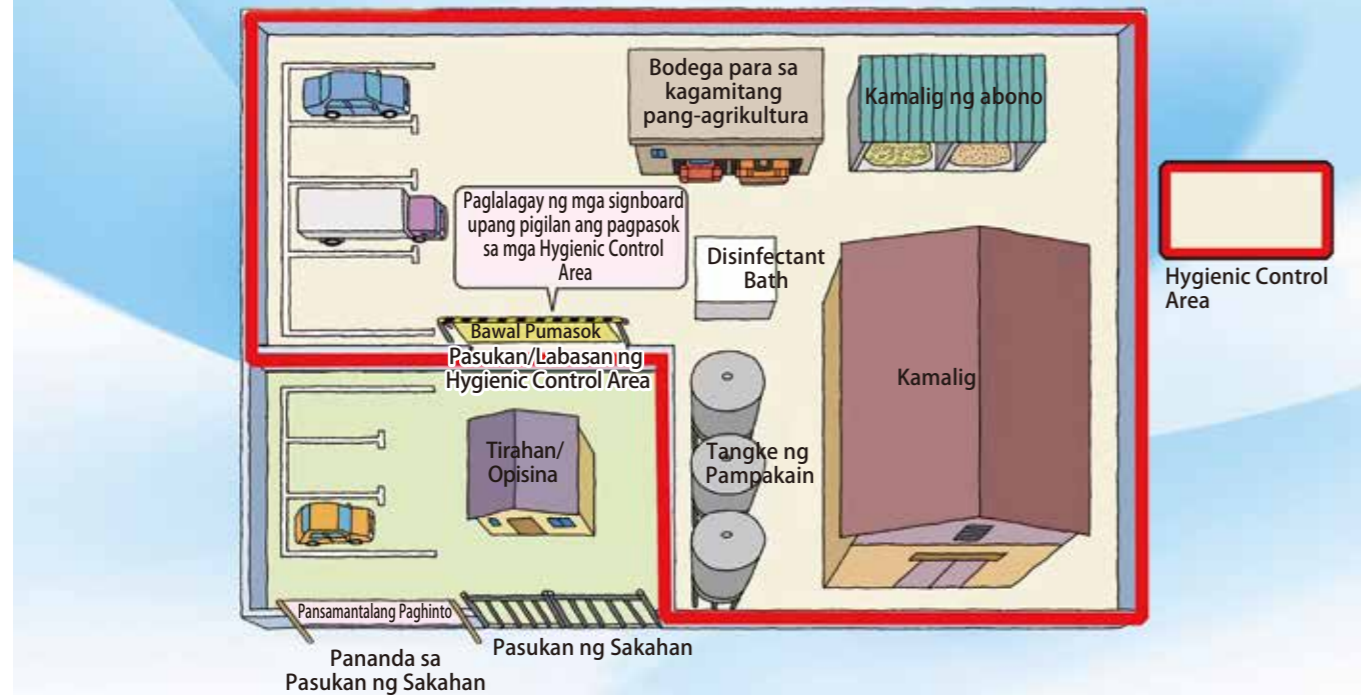 Bodega para sa
kagamitang
pang-agrikultura
Kamalig ng abono
Paglalagay ng mga signboard
upang pigilan ang pagpasok
sa mga Hygienic Control
Area
Disinfectant
Bath
Hygienic Control
Area
Bawal Pumasok
Pasukan/Labasan ng
Hygienic Control Area
Kamalig
Tirahan/
Opisina
Tangke ng
Pampakain
Pansamantalang Paghinto
Pasukan ng Sakahan
Pananda sa
Pasukan ng Sakahan